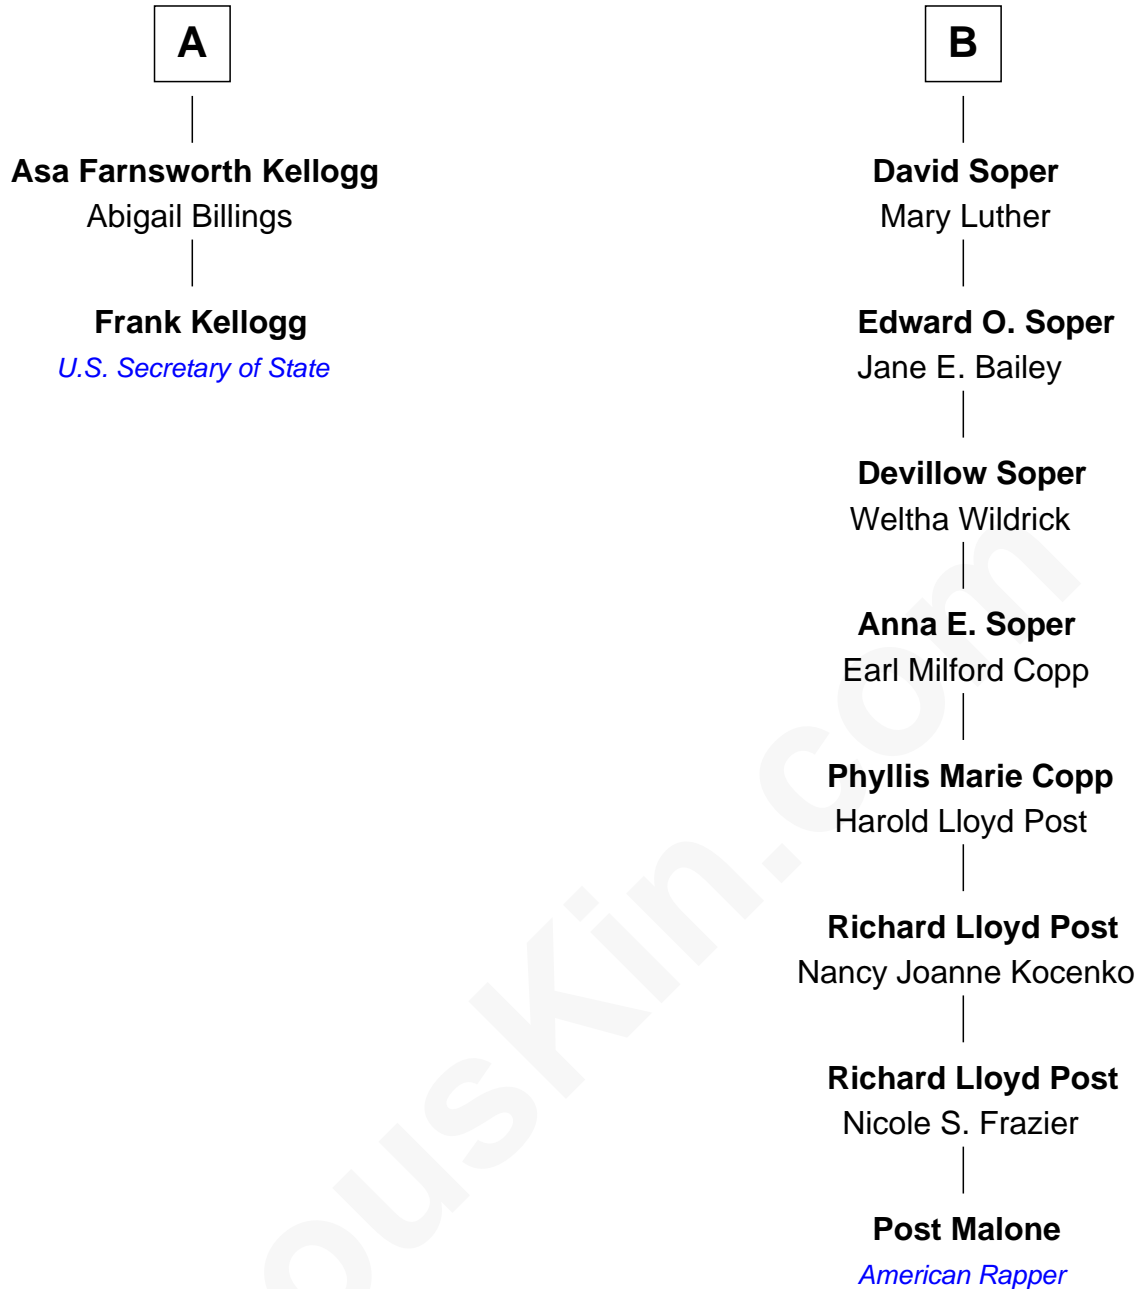 A
Asa Farnsworth Kellogg
Abigail Billings
Frank Kellogg
U.S. Secretary of State
B
David Soper
Mary Luther
Edward O. Soper
Jane E. Bailey
Devillow Soper
Weltha Wildrick
Anna E. Soper
Earl Milford Copp
Phyllis Marie Copp
Harold Lloyd Post
Richard Lloyd Post
Nancy Joanne Kocenko
Richard Lloyd Post
Nicole S. Frazier
Post Malone
American Rapper
ousKin.com